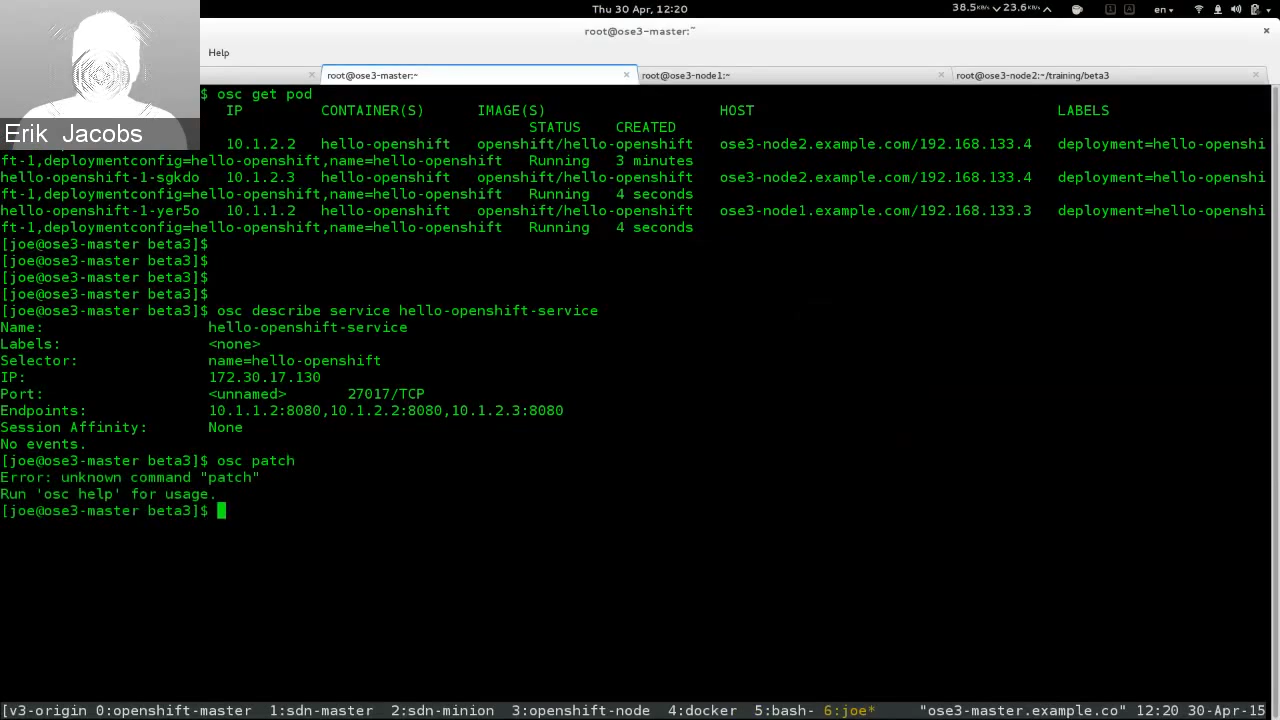 Thu 30 Apr, 12:20
38.5KB/s 23.6KB/s
en
root@ose3-master:~
Help
root@ose3-master:~
root@ose3-node1:~
root@ose3-node2:~/training/beta3
Erik Jacobs
$ osc get pod
IP CONTAINER(S) IMAGE(S) HOST LABELS
STATUS CREATED
10.1.2.2 hello-openshift openshift/hello-openshift ose3-node2.example.com/192.168.133.4 deployment=hello-openshi
ft-1,deploymentconfig=hello-openshift,name=hello-openshift Running 3 minutes
hello-openshift-1-sgkdo 10.1.2.3 hello-openshift openshift/hello-openshift ose3-node2.example.com/192.168.133.4 deployment=hello-openshi
ft-1,deploymentconfig=hello-openshift,name=hello-openshift Running 4 seconds
hello-openshift-1-yer5o 10.1.1.2 hello-openshift openshift/hello-openshift ose3-node1.example.com/192.168.133.3 deployment=hello-openshi
ft-1,deploymentconfig=hello-openshift,name=hello-openshift Running 4 seconds
[joe@ose3-master beta3]$
[joe@ose3-master beta3]$
[joe@ose3-master beta3]$
[joe@ose3-master beta3]$
[joe@ose3-master beta3]$ osc describe service hello-openshift-service
Name: hello-openshift-service
Labels: <none>
Selector: name=hello-openshift
IP: 172.30.17.130
Port: <unnamed> 27017/TCP
Endpoints: 10.1.1.2:8080,10.1.2.2:8080,10.1.2.3:8080
Session Affinity: None
No events.
[joe@ose3-master beta3]$ osc patch
Error: unknown command "patch"
Run 'osc help' for usage.
[joe@ose3-master beta3]$
[v3-origin 0:openshift-master 1:sdn-master 2:sdn-minion 3:openshift-node 4:docker 5:bash- 6:joe* "ose3-master.example.co" 12:20 30-Apr-15